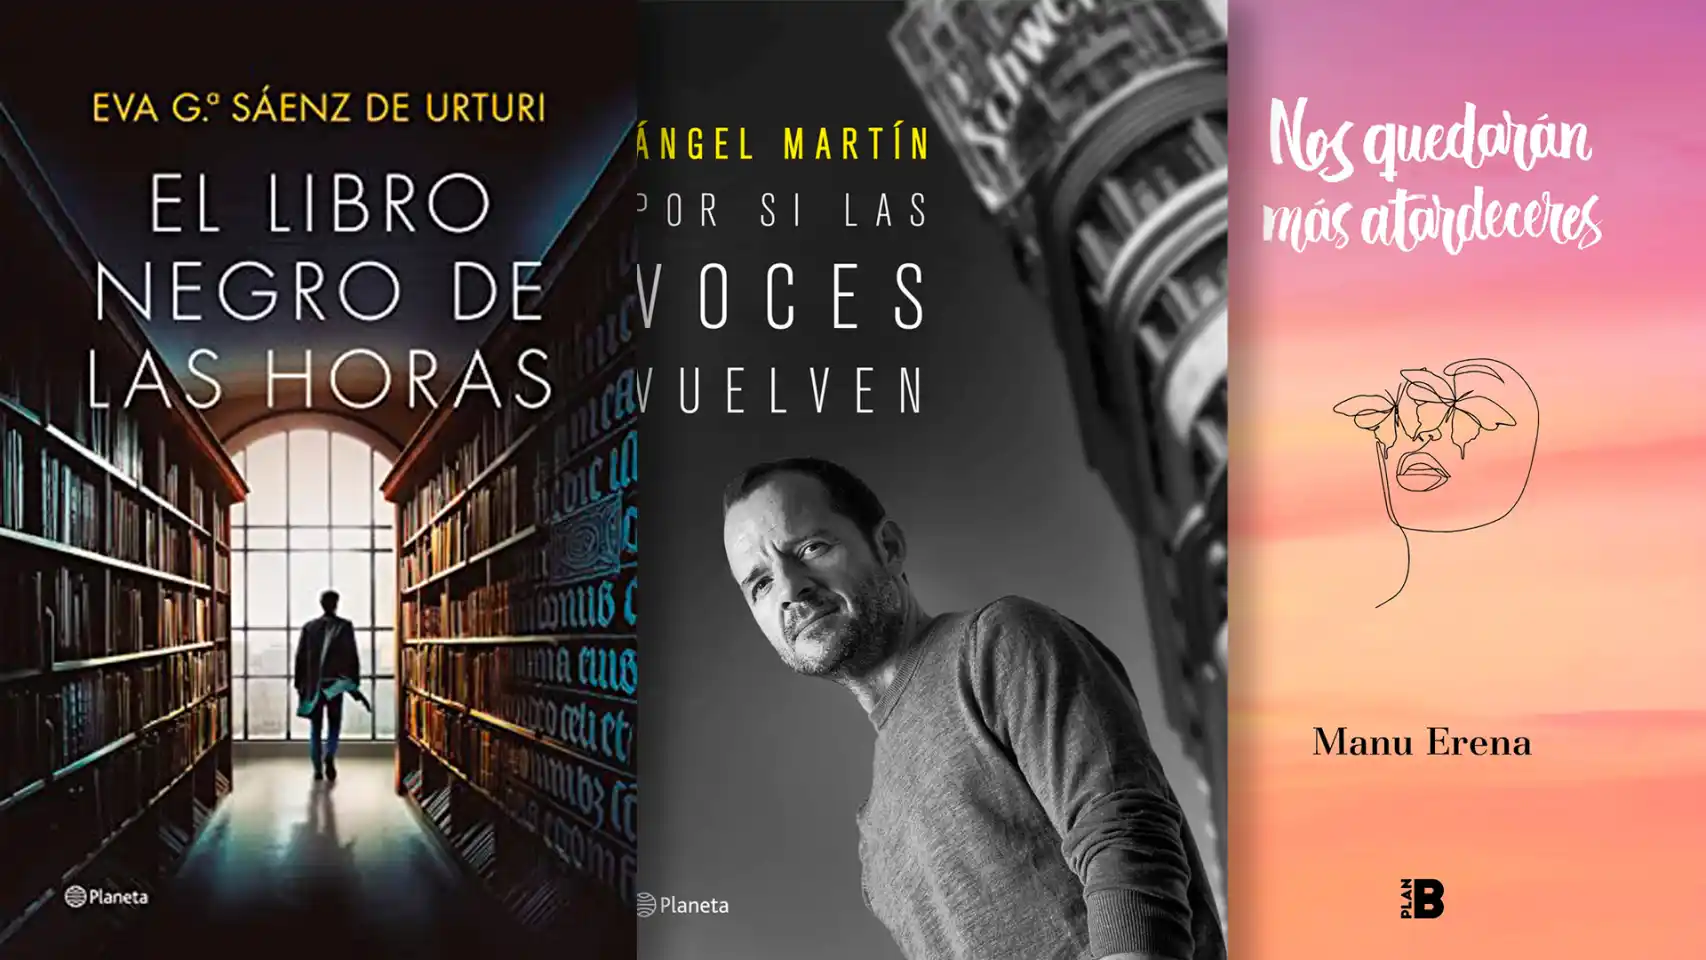 EVA G.ª SÁENZ DE URTURI
EL LIBRO
NEGRO DE
LAS HORAS
Planeta
ÁNGEL MARTÍN
POR SI LAS
VOCES
VUELVEN
Schwep
Planeta
Nos quedarán
más atardeceres
Manu Erena
PLAN
B